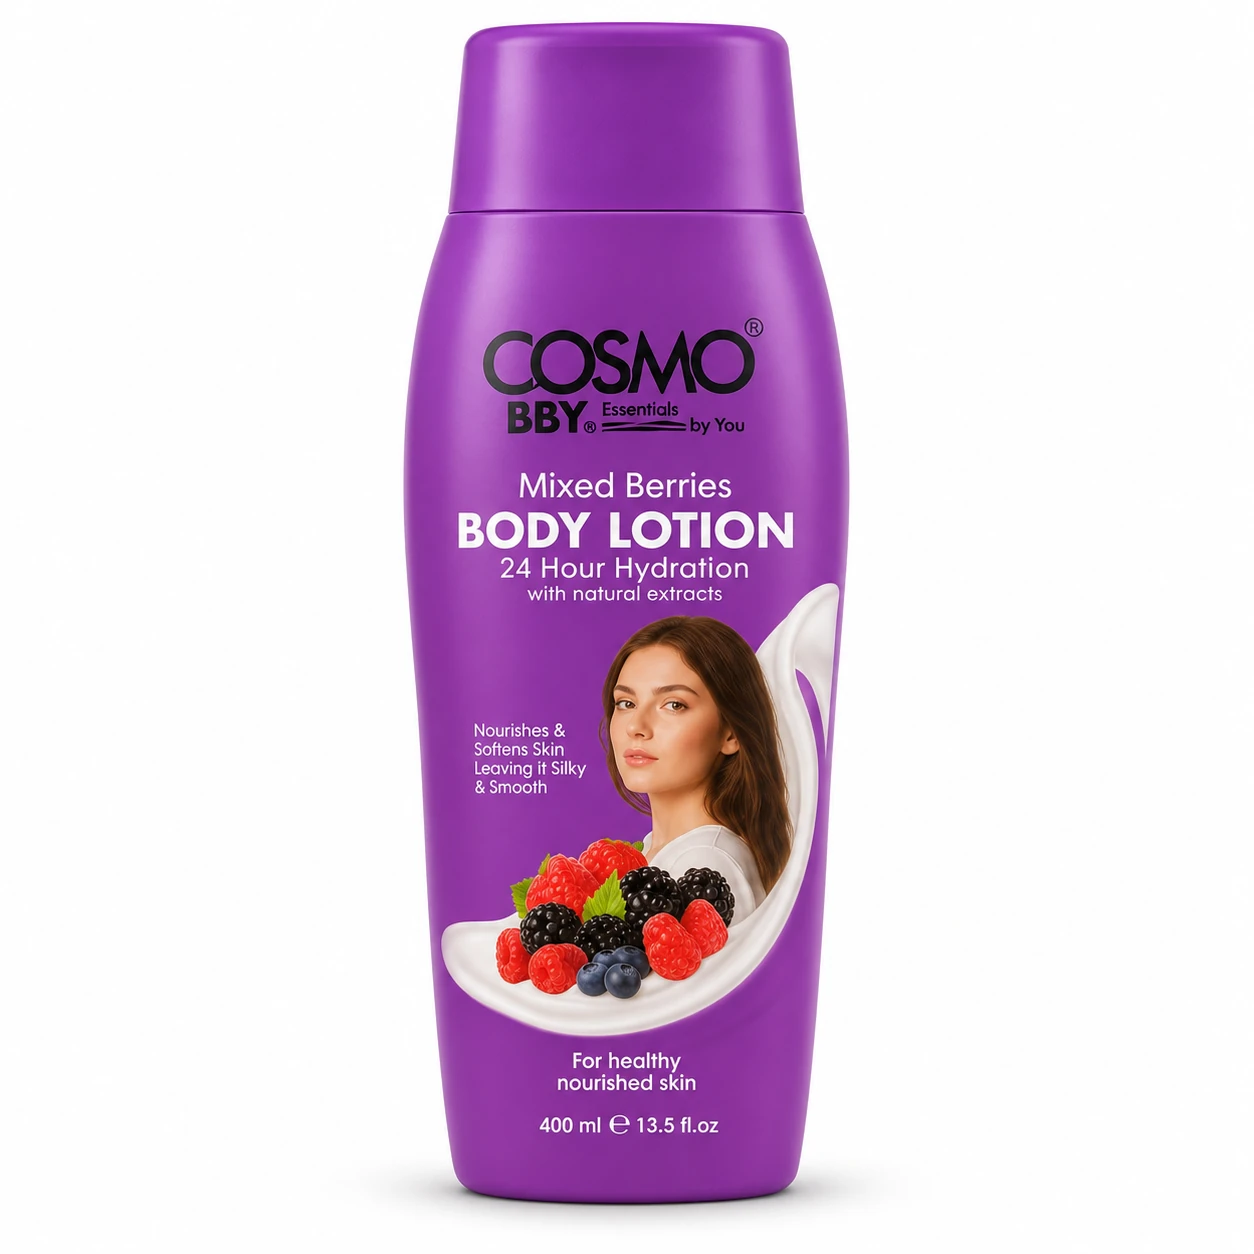 COSMO®
BBY® Essentials by You
Mixed Berries
BODY LOTION
24 Hour Hydration
with natural extracts
Nourishes &
Softens Skin
Leaving it Silky
& Smooth
For healthy
nourished skin
400 ml ℮ 13.5 fl.oz